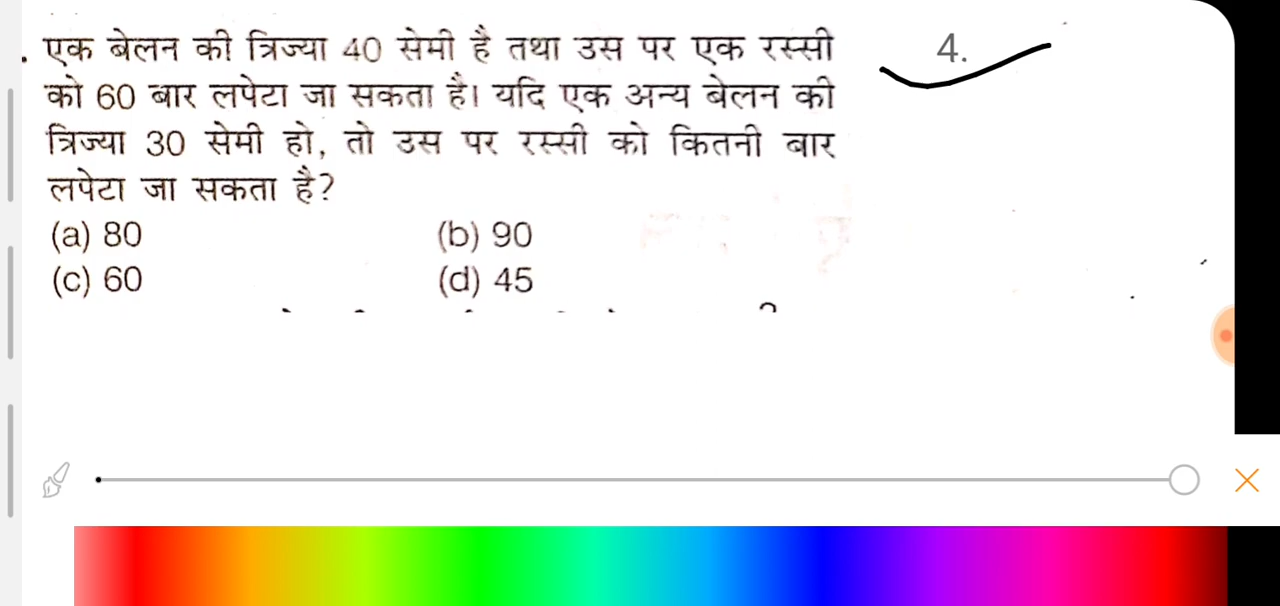 . एक बेलन की त्रिज्या 40 सेमी है तथा उस पर एक रस्सी
को 60 बार लपेटा जा सकता है। यदि एक अन्य बेलन की
त्रिज्या 30 सेमी हो, तो उस पर रस्सी को कितनी बार
लपेटा जा सकता है?
(a) 80 (b) 90
(c) 60 (d) 45
4.